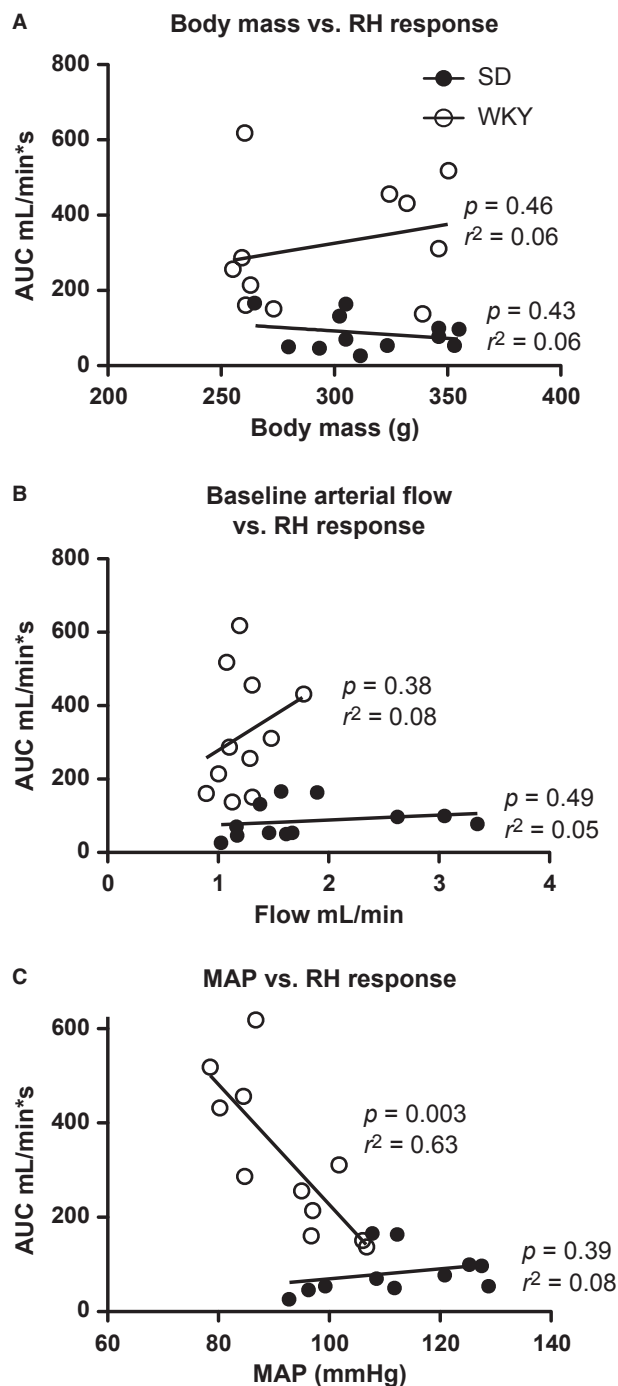 A
Body mass vs. RH response
800
600
400
200
0
AUC mL/min*s
SD
WKY
p = 0.46
r² = 0.06
p = 0.43
r² = 0.06
200
250
300
350
400
Body mass (g)
B
Baseline arterial flow
vs. RH response
800
600
400
200
0
AUC mL/min*s
p = 0.38
r² = 0.08
p = 0.49
r² = 0.05
0
1
2
3
4
Flow mL/min
C
MAP vs. RH response
600
400
200
0
AUC mL/min*s
p = 0.003
r² = 0.63
p = 0.39
r² = 0.08
60
80
100
120
140
MAP (mmHg)